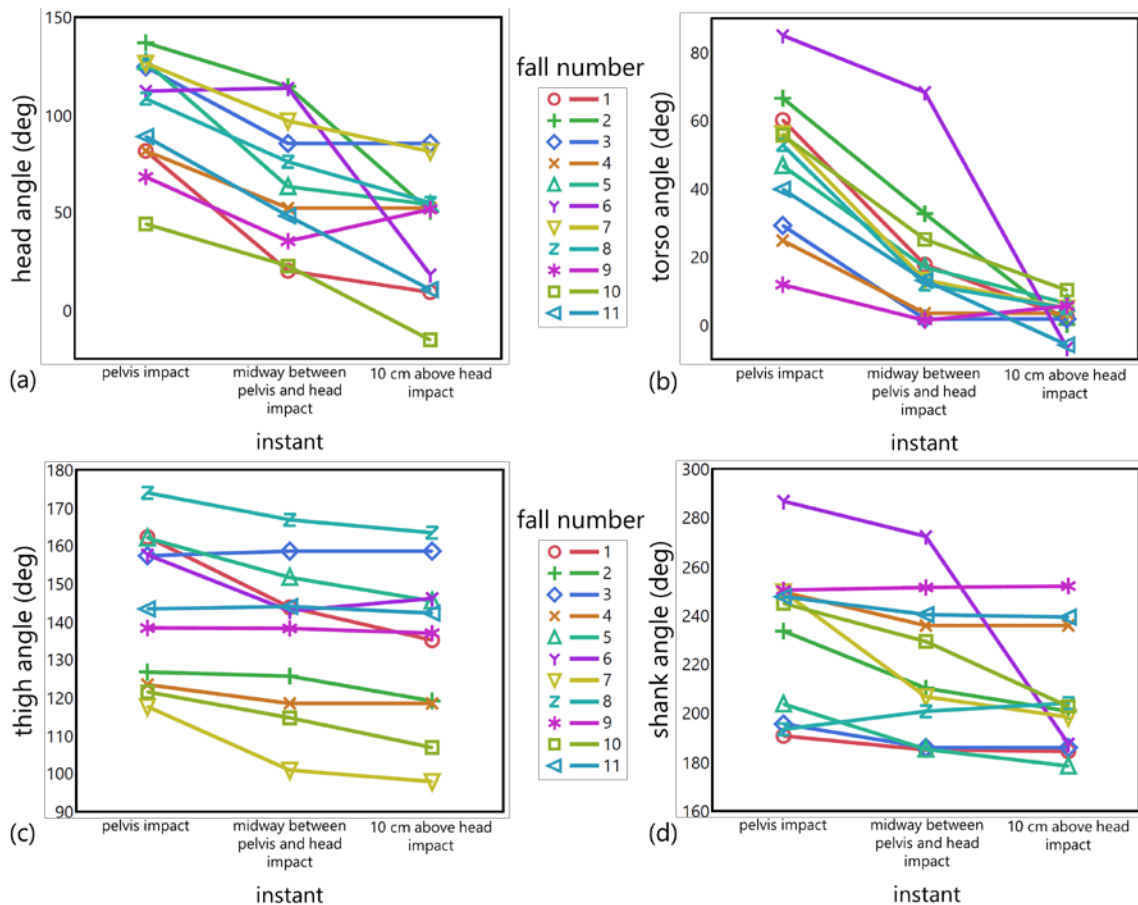 150
100
50
0
head angle (deg)
(a)
pelvis impact
midway between
pelvis and head
impact
10 cm above head
impact
instant
fall number
1
2
3
4
5
6
7
8
9
10
11
80
60
40
20
0
torso angle (deg)
(b)
pelvis impact
midway between
pelvis and head
impact
10 cm above head
impact
instant
180
170
160
150
140
130
120
110
100
90
thigh angle (deg)
(c)
pelvis impact
midway between
pelvis and head
impact
10 cm above head
impact
instant
fall number
1
2
3
4
5
6
7
8
9
10
11
300
280
260
240
220
200
180
160
shank angle (deg)
(d)
pelvis impact
midway between
pelvis and head
impact
10 cm above head
impact
instant